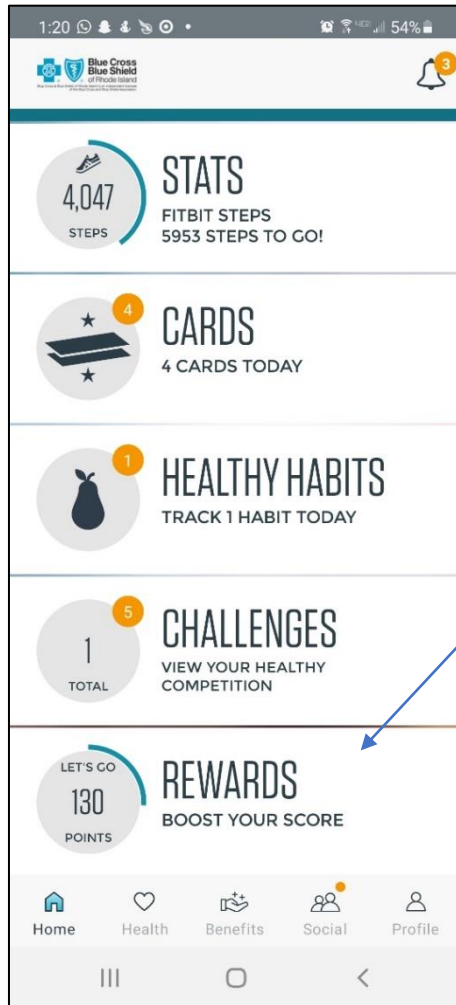 1:20
54%
Blue Cross
Blue Shield
of Rhode Island
3
4,047
STEPS
STATS
FITBIT STEPS
5953 STEPS TO GO!
4
CARDS
4 CARDS TODAY
1
HEALTHY HABITS
TRACK 1 HABIT TODAY
5
1
TOTAL
CHALLENGES
VIEW YOUR HEALTHY
COMPETITION
LET'S GO
130
POINTS
REWARDS
BOOST YOUR SCORE
Home Health Benefits Social Profile